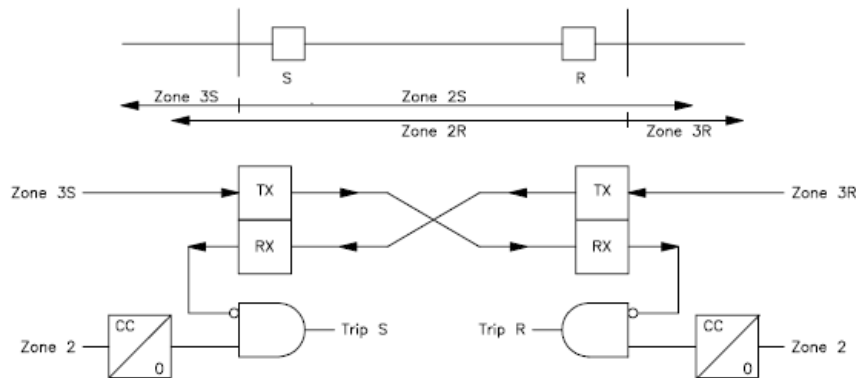 S
R
Zone 3S
Zone 2S
Zone 2R
Zone 3R
Zone 3S
TX
TX
Zone 3R
RX
RX
CC
0
Zone 2
Trip S
Trip R
CC
0
Zone 2